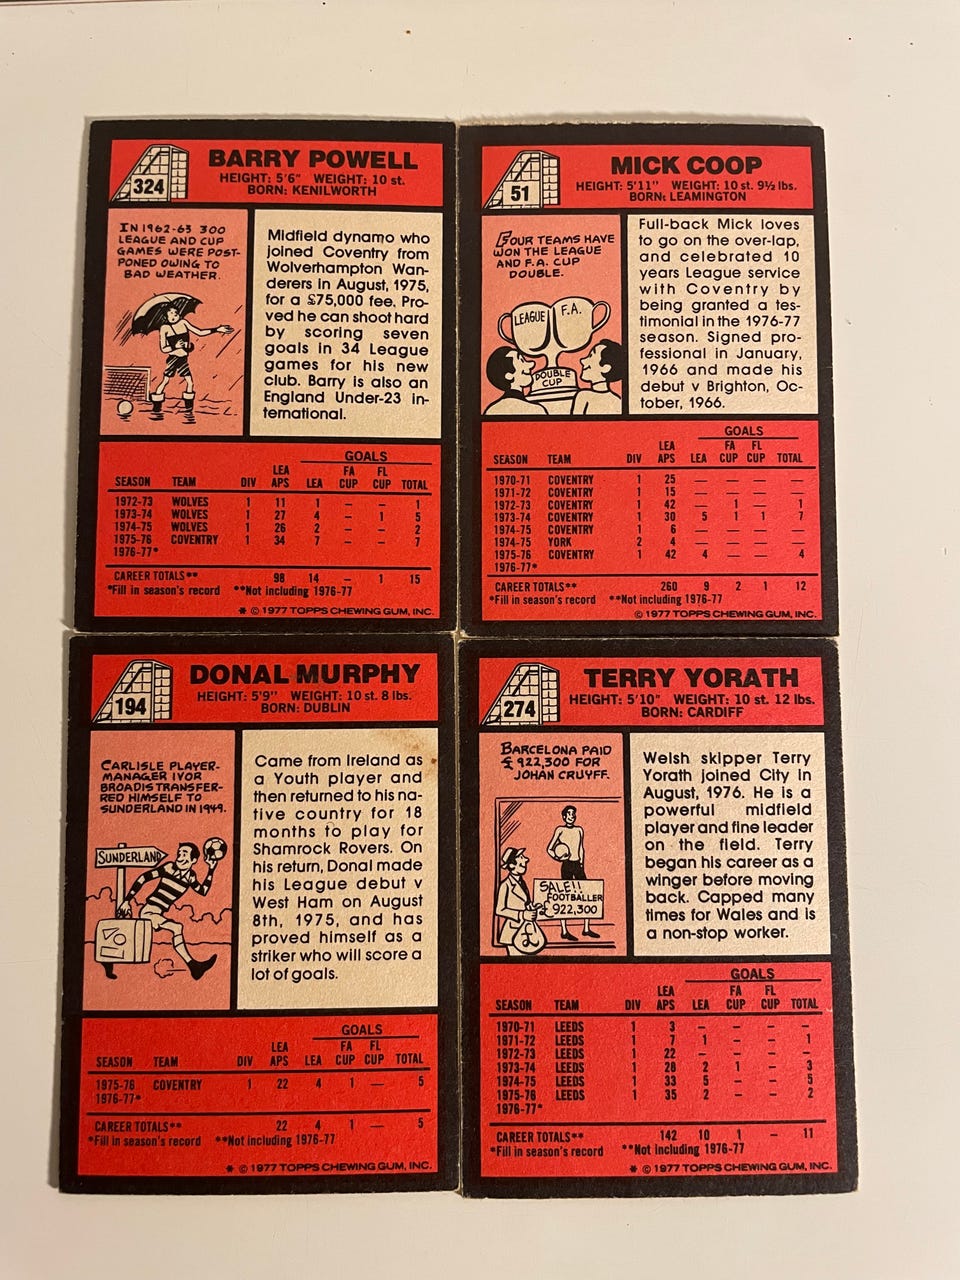 BARRY POWELL
324
HEIGHT: 5'6" WEIGHT: 10 st.
BORN: KENILWORTH
IN 1962-63 300
LEAGUE AND CUP
GAMES WERE POST-
PONED OWING TO
BAD WEATHER.
Midfield dynamo who
joined Coventry from
Wolverhampton Wan-
derers in August, 1975,
for a £75,000 fee. Pro-
ved he can shoot hard
by scoring seven
goals in 34 League
games for his new
club. Barry is also an
England Under-23 in-
ternational.
GOALS
LEA FA FL
SEASON TEAM DIV APS LEA CUP CUP TOTAL
1972-73 WOLVES 1 11 1 – – 1
1973-74 WOLVES 1 27 4 – 1 5
1974-75 WOLVES 1 26 2 – – 2
1975-76 COVENTRY 1 34 7 – – 7
1976-77*
CAREER TOTALS** 98 14 – 1 15
*Fill in season's record **Not including 1976-77
* © 1977 TOPPS CHEWING GUM, INC.
MICK COOP
51
HEIGHT: 5'11" WEIGHT: 10 st. 9½ lbs.
BORN: LEAMINGTON
FOUR TEAMS HAVE
WON THE LEAGUE
AND F.A. CUP
DOUBLE.
LEAGUE F.A.
DOUBLE
CUP
Full-back Mick loves
to go on the over-lap,
and celebrated 10
years League service
with Coventry by
being granted a tes-
timonial in the 1976-77
season. Signed pro-
fessional in January,
1966 and made his
debut v Brighton, Oc-
tober, 1966.
GOALS
LEA FA FL
SEASON TEAM DIV APS LEA CUP CUP TOTAL
1970-71 COVENTRY 1 25 — — — —
1971-72 COVENTRY 1 15 — — — —
1972-73 COVENTRY 1 42 — 1 — 1
1973-74 COVENTRY 1 30 5 1 1 7
1974-75 COVENTRY 1 6 — — — —
1974-75 YORK 2 4 — — — —
1975-76 COVENTRY 1 42 4 — — 4
1976-77*
CAREER TOTALS** 260 9 2 1 12
*Fill in season's record **Not including 1976-77
* © 1977 TOPPS CHEWING GUM, INC.
DONAL MURPHY
194
HEIGHT: 5'9" WEIGHT: 10 st. 8 lbs.
BORN: DUBLIN
CARLISLE PLAYER-
MANAGER IVOR
BROADIS TRANSFER-
RED HIMSELF TO
SUNDERLAND IN 1949.
SUNDERLAND
Came from Ireland as
a Youth player and
then returned to his na-
tive country for 18
months to play for
Shamrock Rovers. On
his return, Donal made
his League debut v
West Ham on August
8th, 1975, and has
proved himself as a
striker who will score a
lot of goals.
GOALS
LEA FA FL
SEASON TEAM DIV APS LEA CUP CUP TOTAL
1975-76 COVENTRY 1 22 4 1 — 5
1976-77*
CAREER TOTALS** 22 4 1 — 5
*Fill in season's record **Not including 1976-77
* © 1977 TOPPS CHEWING GUM, INC.
TERRY YORATH
274
HEIGHT: 5'10" WEIGHT: 10 st. 12 lbs.
BORN: CARDIFF
BARCELONA PAID
£922,300 FOR
JOHAN CRUYFF.
SALE!!
FOOTBALLER
£922,300
£
Welsh skipper Terry
Yorath joined City in
August, 1976. He is a
powerful midfield
player and fine leader
on the field. Terry
began his career as a
winger before moving
back. Capped many
times for Wales and is
a non-stop worker.
GOALS
LEA FA FL
SEASON TEAM DIV APS LEA CUP CUP TOTAL
1970-71 LEEDS 1 3 – – – –
1971-72 LEEDS 1 7 1 – – 1
1972-73 LEEDS 1 22 – – – –
1973-74 LEEDS 1 28 2 1 – 3
1974-75 LEEDS 1 33 5 – – 5
1975-76 LEEDS 1 35 2 – – 2
1976-77*
CAREER TOTALS** 142 10 1 – 11
*Fill in season's record **Not including 1976-77
* © 1977 TOPPS CHEWING GUM, INC.